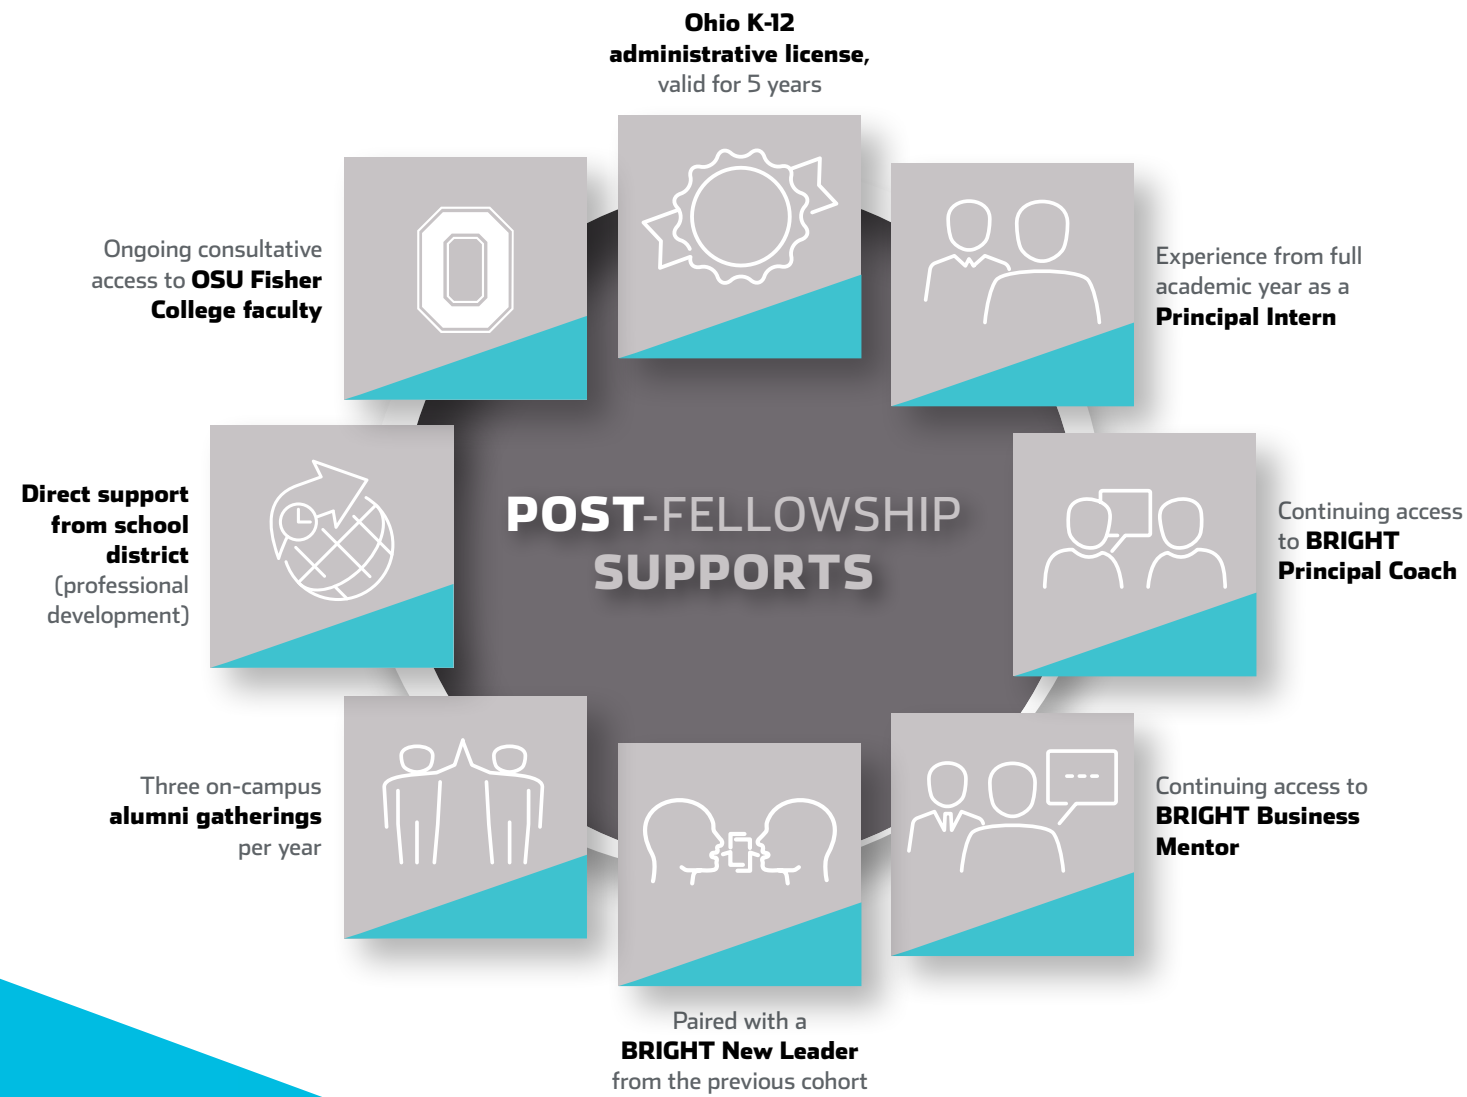 Ohio K-12
administrative license,
valid for 5 years
Experience from full
academic year as a
Principal Intern
Continuing access
to BRIGHT
Principal Coach
Continuing access to
BRIGHT Business
Mentor
Paired with a
BRIGHT New Leader
from the previous cohort
Three on-campus
alumni gatherings
per year
Direct support
from school
district
(professional
development)
Ongoing consultative
access to OSU Fisher
College faculty
O
POST-FELLOWSHIP
SUPPORTS